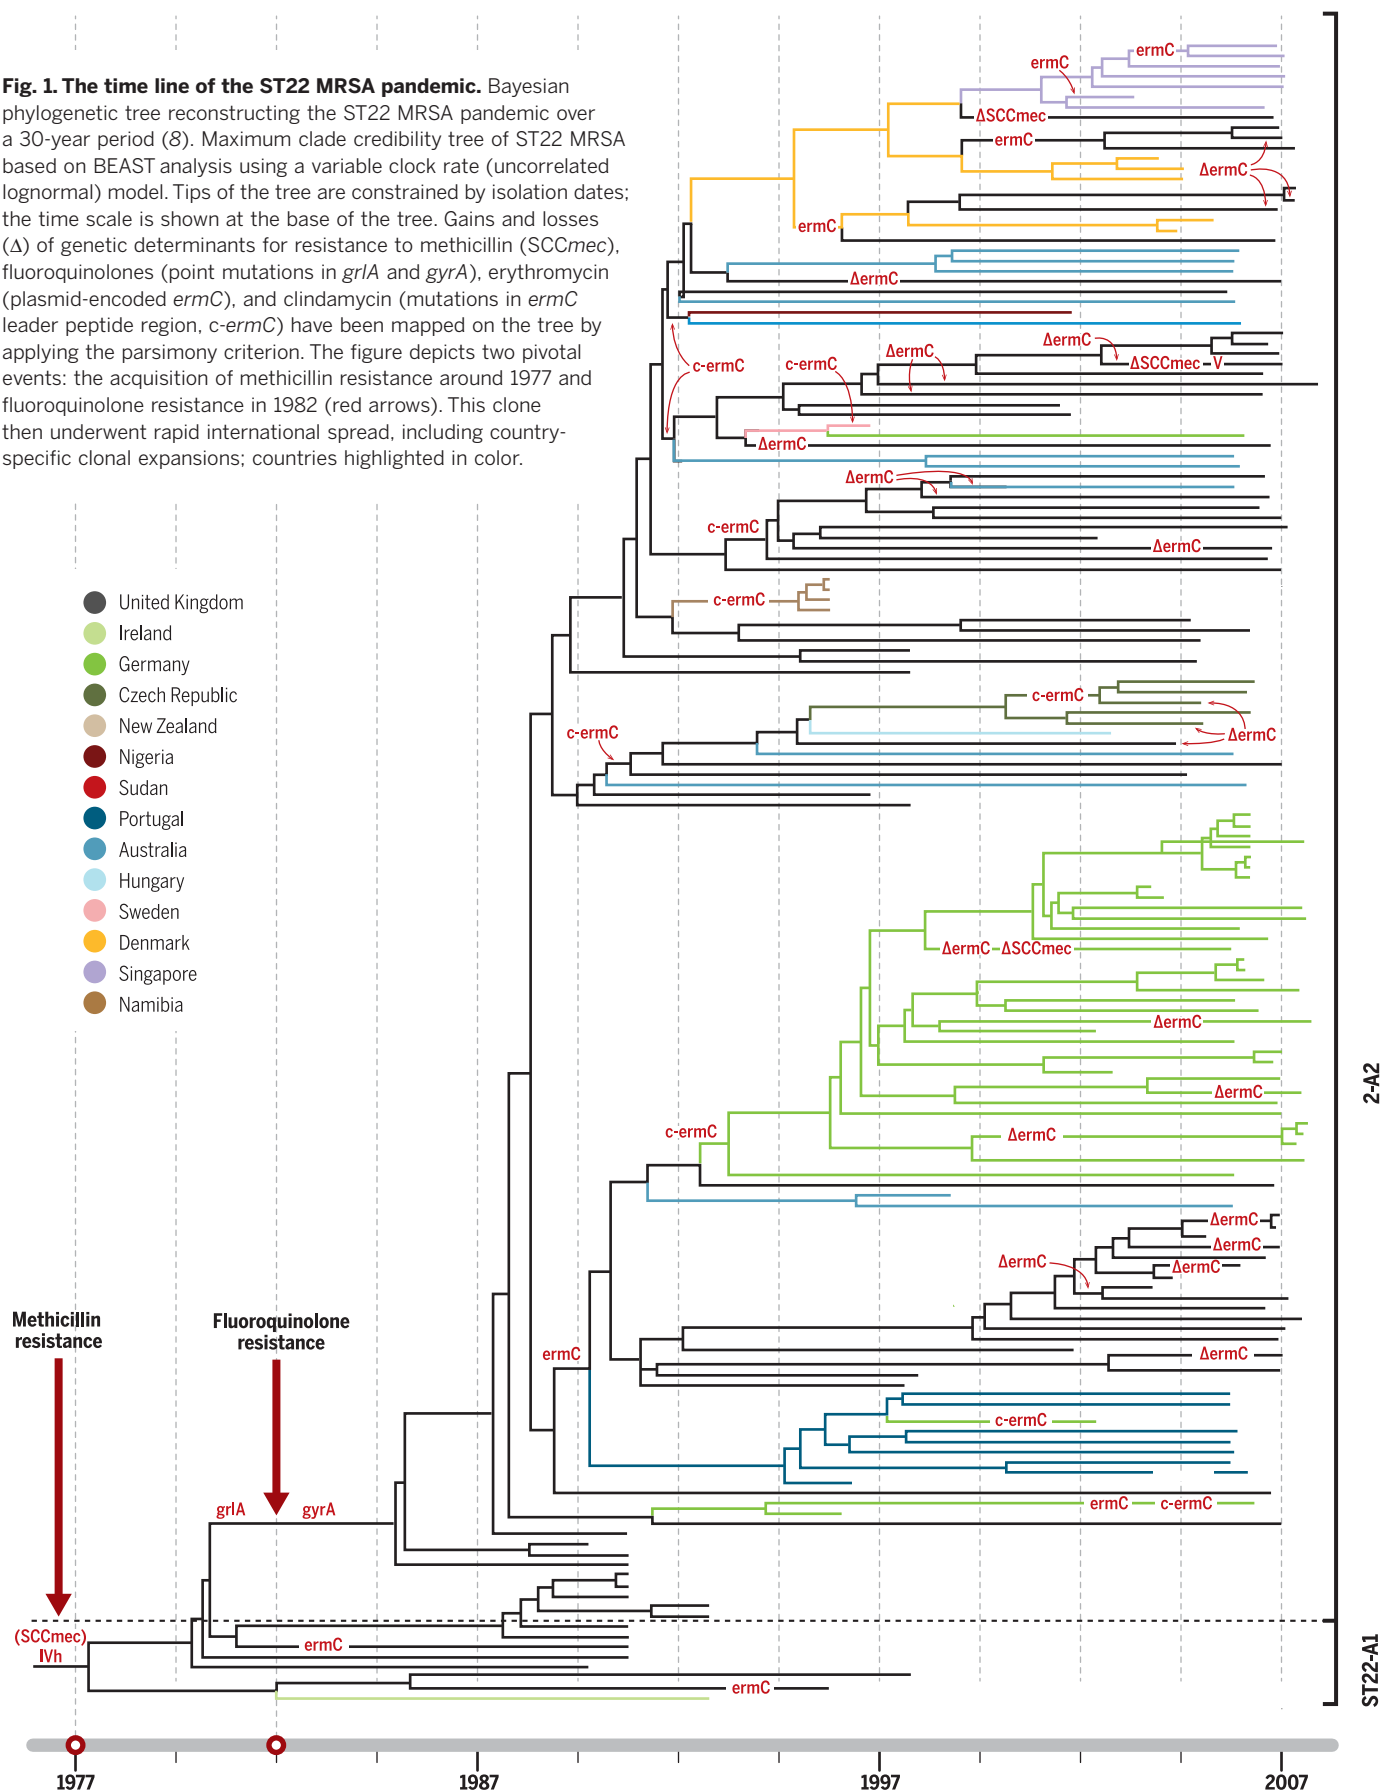 Fig. 1. The time line of the ST22 MRSA pandemic. Bayesian
phylogenetic tree reconstructing the ST22 MRSA pandemic over
a 30-year period (8). Maximum clade credibility tree of ST22 MRSA
based on BEAST analysis using a variable clock rate (uncorrelated
lognormal) model. Tips of the tree are constrained by isolation dates;
the time scale is shown at the base of the tree. Gains and losses
(Δ) of genetic determinants for resistance to methicillin (SCCmec),
fluoroquinolones (point mutations in grlA and gyrA), erythromycin
(plasmid-encoded ermC), and clindamycin (mutations in ermC
leader peptide region, c-ermC) have been mapped on the tree by
applying the parsimony criterion. The figure depicts two pivotal
events: the acquisition of methicillin resistance around 1977 and
fluoroquinolone resistance in 1982 (red arrows). This clone
then underwent rapid international spread, including country-
specific clonal expansions; countries highlighted in color.
ermC
ermC
ΔSCCmec
ermC
ΔermC
ermC
ΔermC
c-ermC
c-ermC
ΔermC
ΔermC
ΔSCCmec V
ΔermC
ΔermC
c-ermC
ΔermC
c-ermC
United Kingdom
Ireland
Germany
Czech Republic
New Zealand
Nigeria
Sudan
Portugal
Australia
Hungary
Sweden
Denmark
Singapore
Namibia
c-ermC
c-ermC
ΔermC
ΔermC ΔSCCmec
ΔermC
ΔermC
c-ermC
ΔermC
ΔermC
ΔermC
ΔermC
ΔermC
ermC
ΔermC
c-ermC
ermC c-ermC
2-A2
Methicillin
resistance
Fluoroquinolone
resistance
grlA gyrA
(SCCmec)
IVh
ermC
ermC
ST22-A1
1977 1987 1997 2007